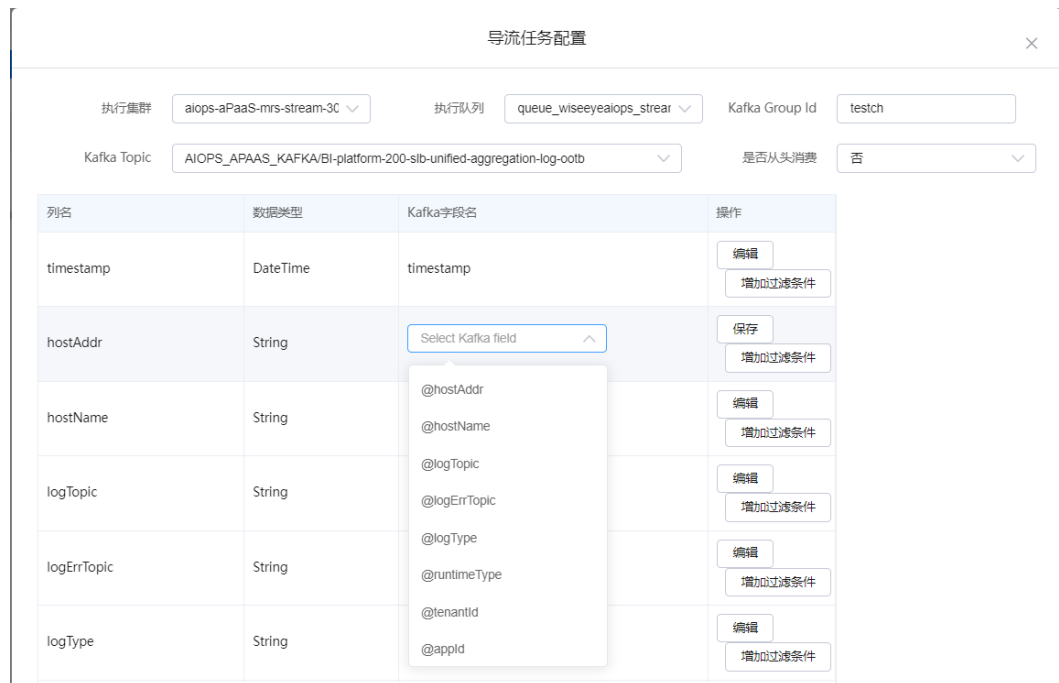 导流任务配置
执行集群 aiops-aPaaS-mrs-stream-30 执行队列 queue_wiseeyeaiops_strear Kafka Group Id testch
Kafka Topic AIOPS_APAAS_KAFKA/BI-platform-200-slb-unified-aggregation-log-ootb 是否从头消费 否
列名 数据类型 Kafka字段名 操作
timestamp DateTime timestamp 编辑
增加过滤条件
hostAddr String Select Kafka field 保存
增加过滤条件
@hostAddr
hostName String @hostName 编辑
增加过滤条件
@logTopic
logTopic String @logErrTopic 编辑
增加过滤条件
@logType
logErrTopic String @runtimeType 编辑
增加过滤条件
@tenantId
logType String @appId 编辑
增加过滤条件